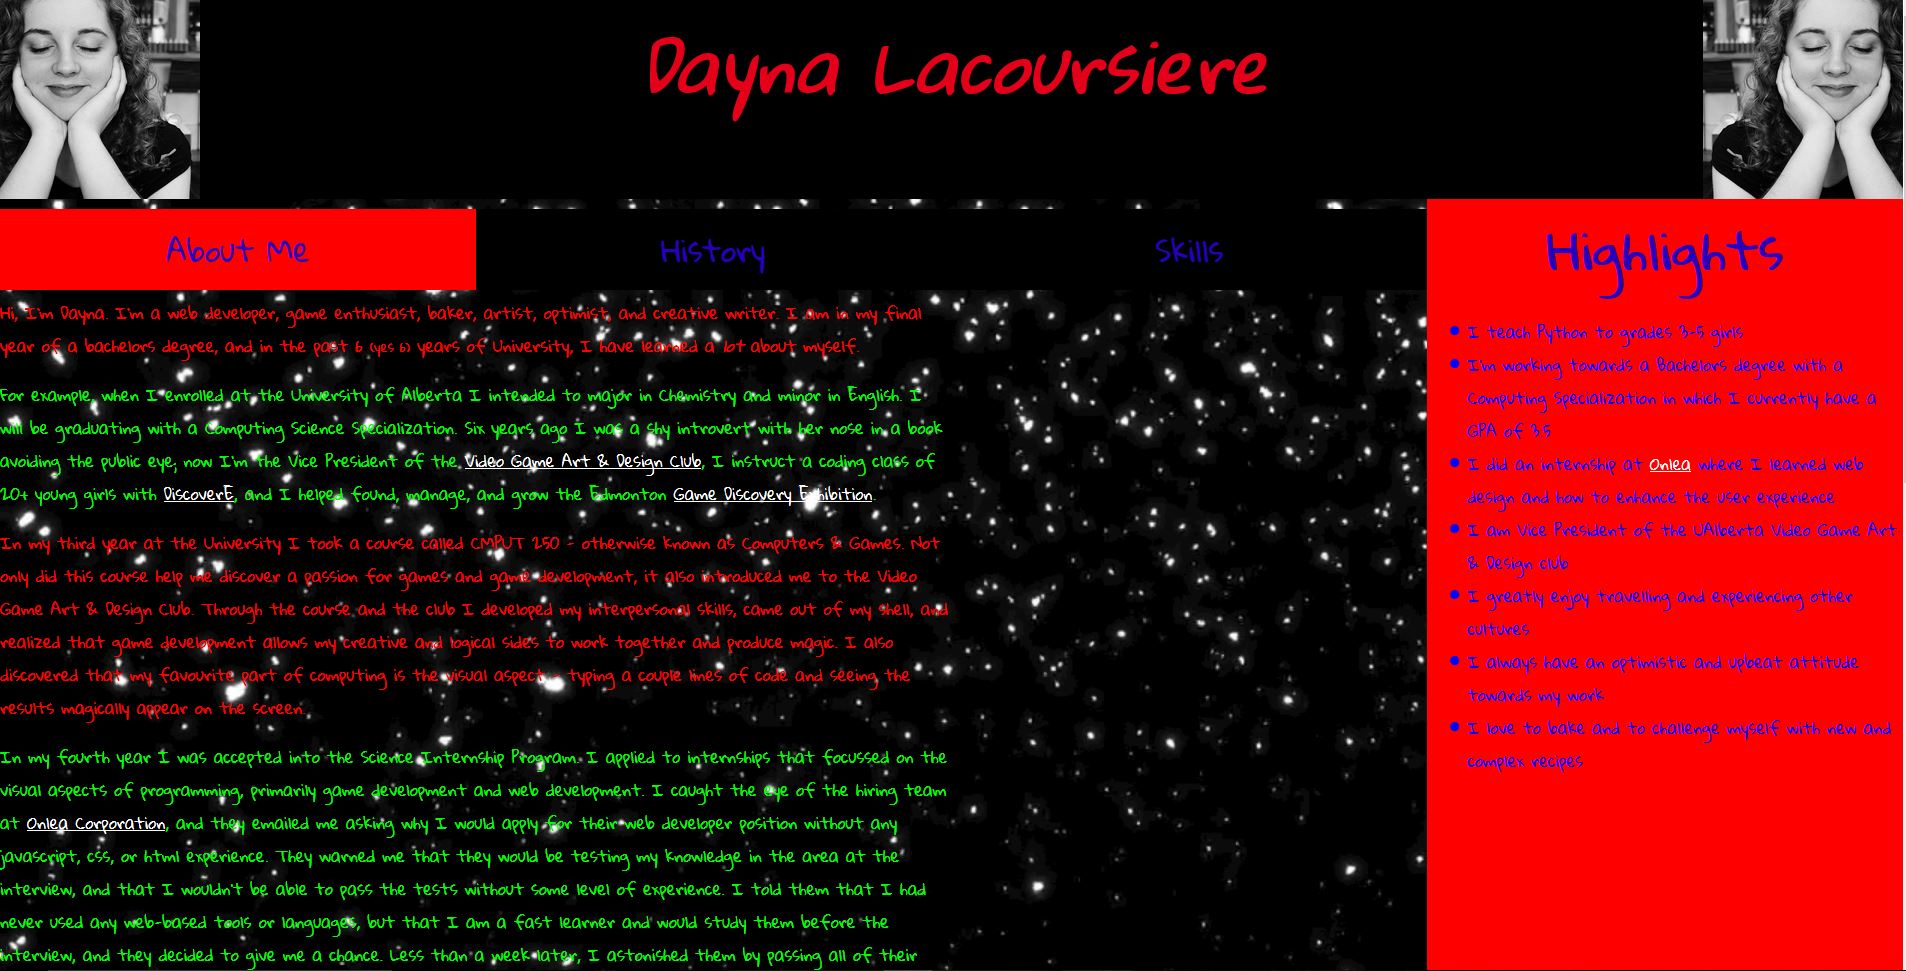 Dayna Lacoursiere
About Me
History
Skills
Hi, I'm Dayna. I'm a web developer, game enthusiast, baker, artist, optimist, and creative writer. I am in my final
year of a bachelors degree, and in the past 6 (yes 6) years of University, I have learned a lot about myself.
For example, when I enrolled at the University of Alberta I intended to major in Chemistry and minor in English. I
will be graduating with a Computing Science Specialization. Six years ago I was a shy introvert with her nose in a book
avoiding the public eye; now I'm the Vice President of the Video Game Art & Design Club, I instruct a coding class of
20+ young girls with DiscoverE, and I helped found, manage, and grow the Edmonton Game Discovery Exhibition.
In my third year at the University I took a course called CMPUT 250 - otherwise known as Computers & Games. Not
only did this course help me discover a passion for games and game development, it also introduced me to the Video
Game Art & Design Club. Through the course and the club I developed my interpersonal skills, came out of my shell, and
realized that game development allows my creative and logical sides to work together and produce magic. I also
discovered that my favourite part of computing is the visual aspect - typing a couple lines of code and seeing the
results magically appear on the screen.
In my fourth year I was accepted into the Science Internship Program. I applied to internships that focussed on the
visual aspects of programming, primarily game development and web development. I caught the eye of the hiring team
at Onlea Corporation, and they emailed me asking why I would apply for their web developer position without any
javascript, css, or html experience. They warned me that they would be testing my knowledge in the area at the
interview, and that I wouldn't be able to pass the tests without some level of experience. I told them that I had
never used any web-based tools or languages, but that I am a fast learner and would study them before the
interview, and they decided to give me a chance. Less than a week later, I astonished them by passing all of their
Highlights
I teach Python to grades 3-5 girls
I'm working towards a Bachelors degree with a
Computing Specialization in which I currently have a
GPA of 3.5
I did an internship at Onlea where I learned web
design and how to enhance the user experience
I am Vice President of the UAlberta Video Game Art
& Design club
I greatly enjoy travelling and experiencing other
cultures
I always have an optimistic and upbeat attitude
towards my work
I love to bake and to challenge myself with new and
complex recipes